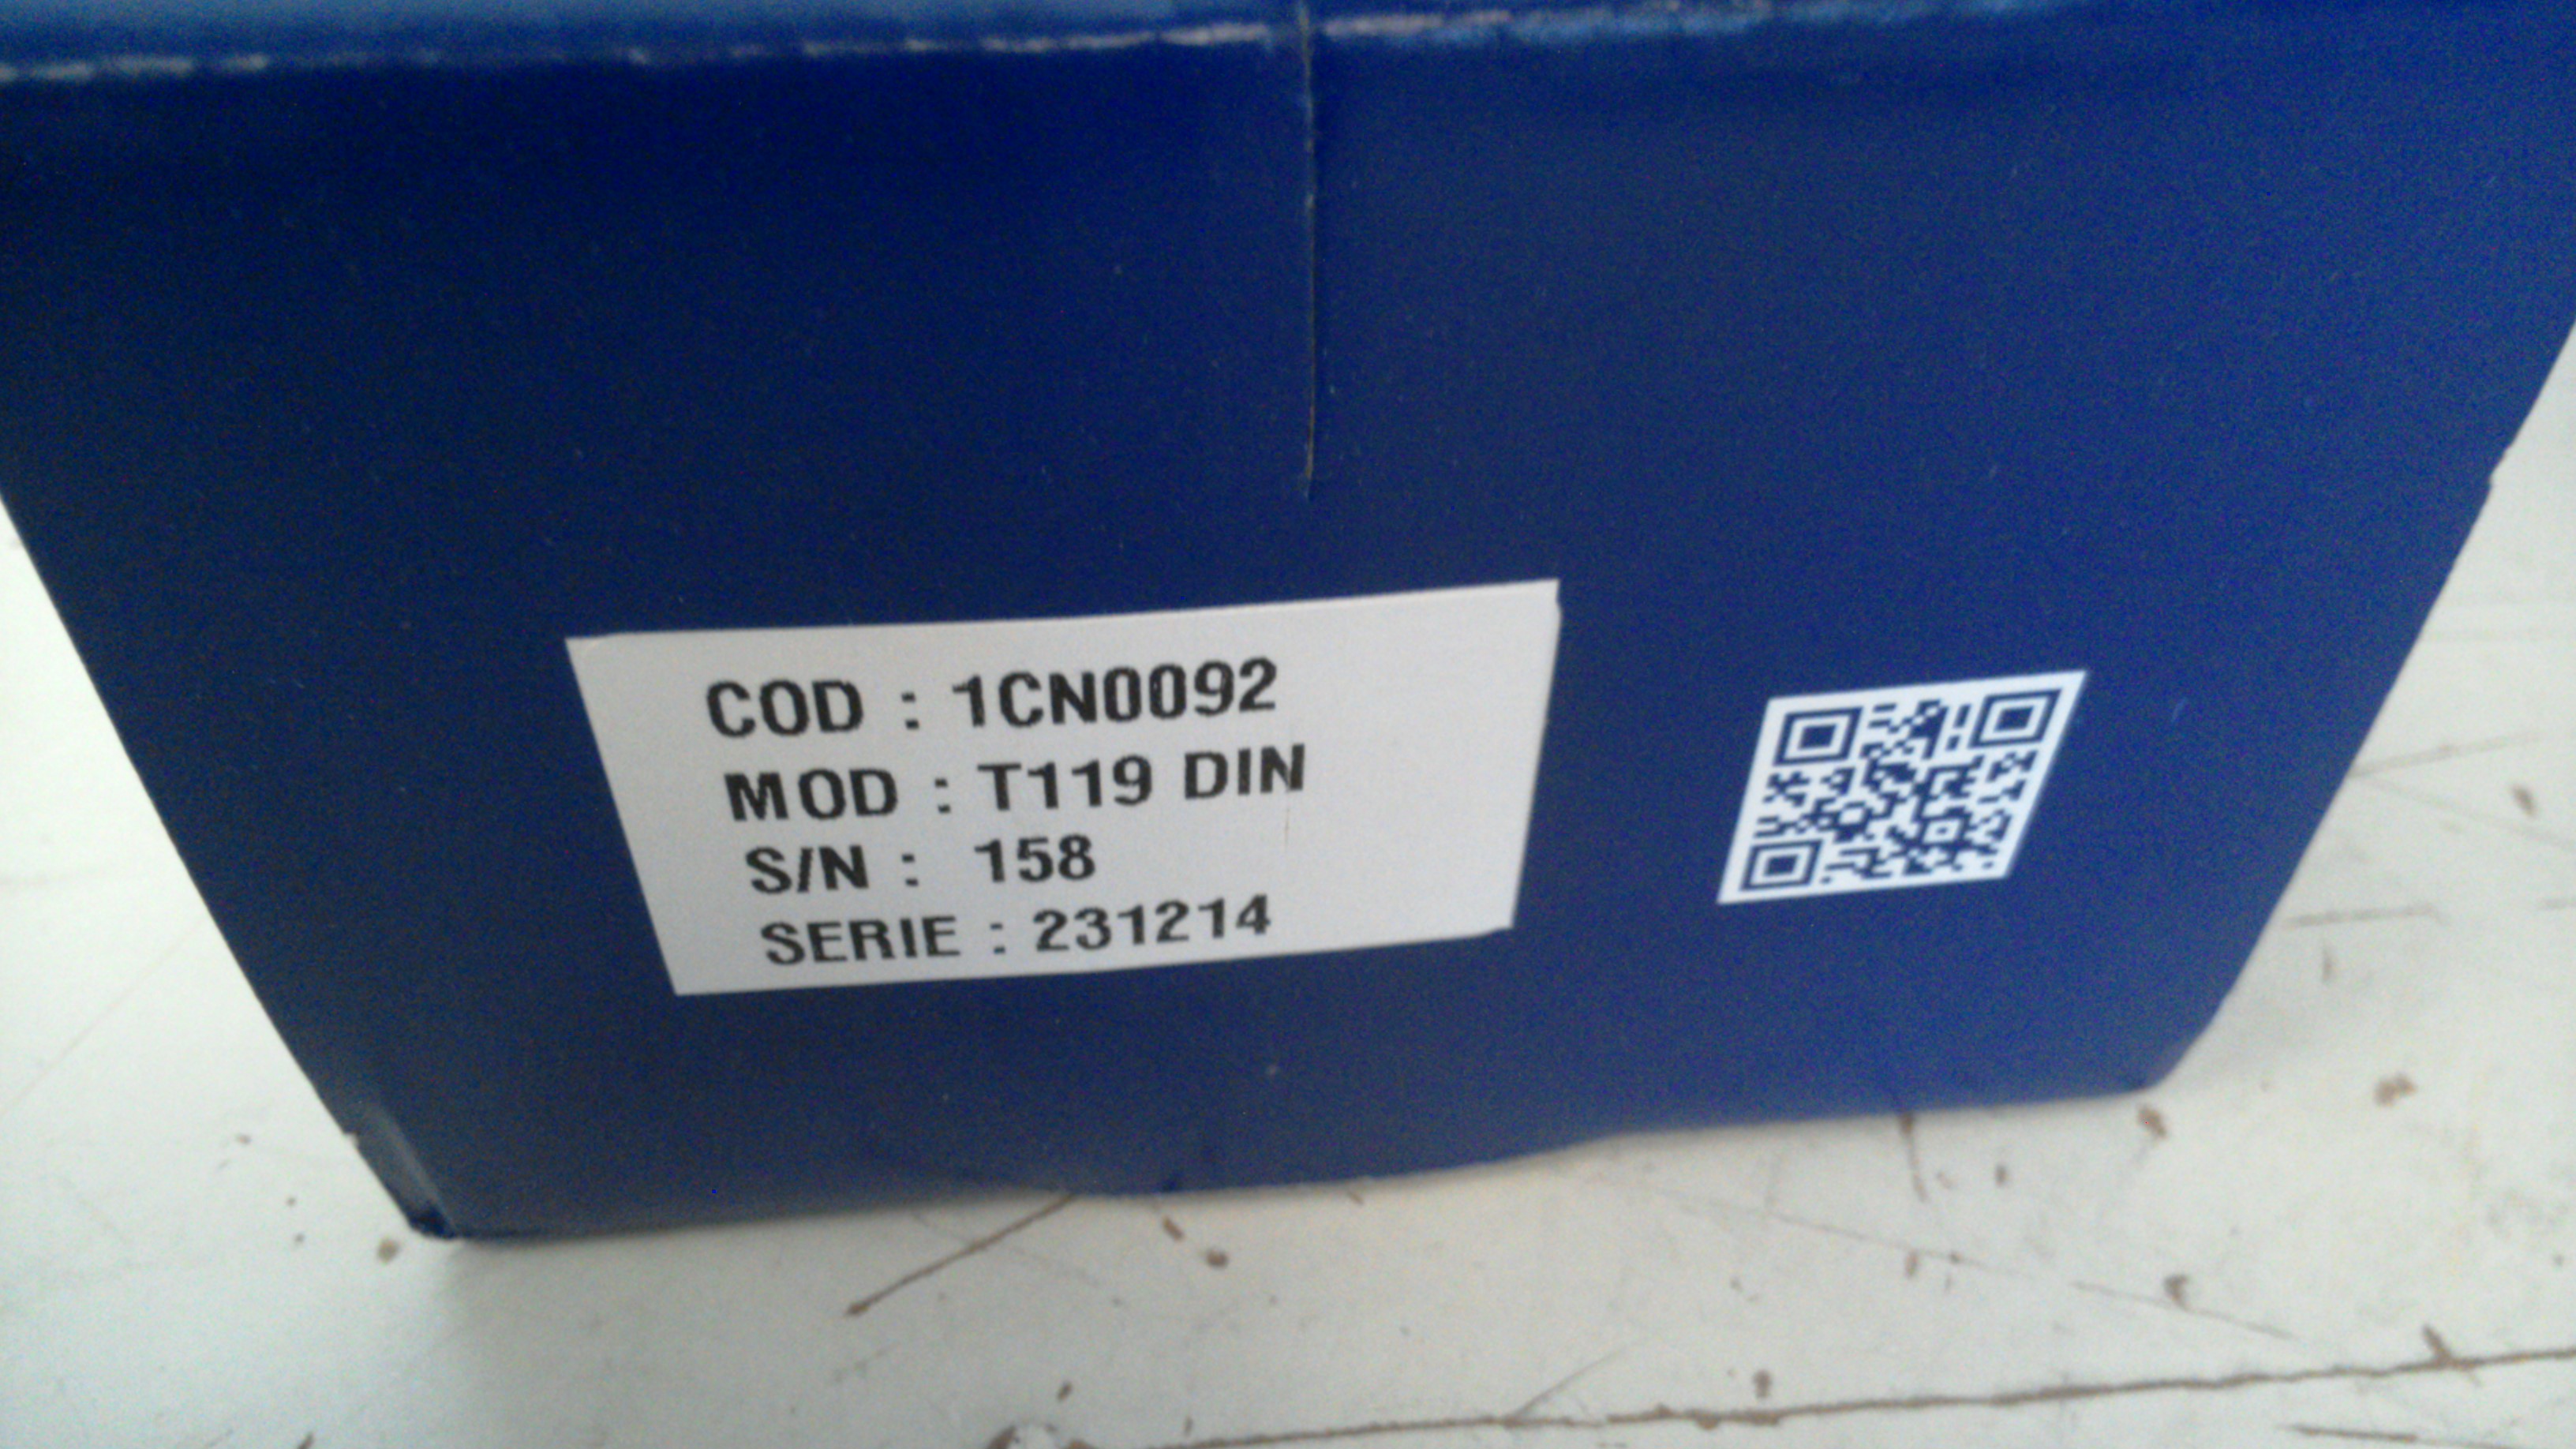 COD : 1CN0092
MOD : T119 DIN
S/N : 158
SERIE : 231214